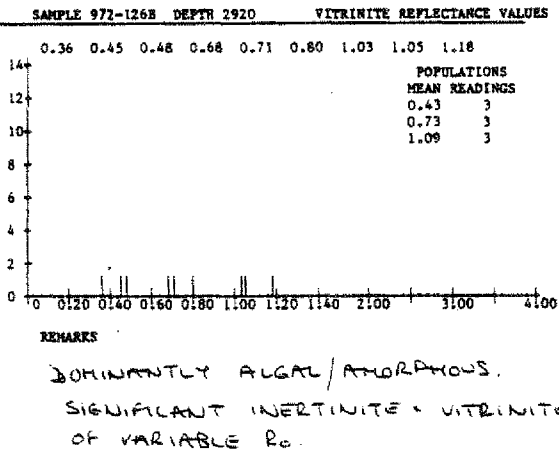 SAMPLE 972-126B DEPTH 2920 VITRINITE REFLECTANCE VALUES
0.36 0.45 0.48 0.68 0.71 0.80 1.03 1.05 1.18
POPULATIONS
MEAN READINGS
0.43 3
0.73 3
1.09 3
14
12
10
8
6
4
2
0
0 0.20 0.40 0.60 0.80 1.00 1.20 1.40 2.00 3.00 4.00
REMARKS
DOMINANTLY ALGAL/AMORPHOUS.
SIGNIFICANT INERTINITE + VITRINITE
OF VARIABLE Ro.